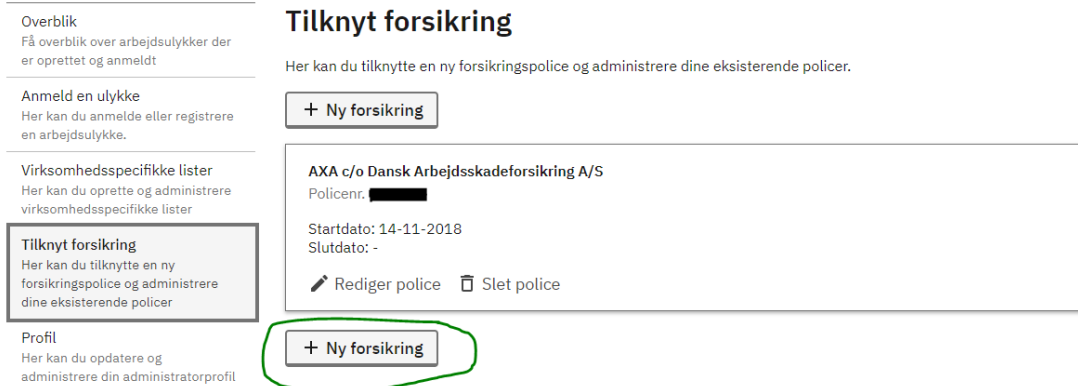 Overblik
Få overblik over arbejdsulykker der
er oprettet og anmeldt
Anmeld en ulykke
Her kan du anmelde eller registrere
en arbejdsulykke.
Virksomhedsspecifikke lister
Her kan du oprette og administrere
virksomhedsspecifikke lister
Tilknyt forsikring
Her kan du tilknytte en ny
forsikringspolice og administrere
dine eksisterende policer
Profil
Her kan du opdatere og
administrere din administratorprofil
Tilknyt forsikring
Her kan du tilknytte en ny forsikringspolice og administrere dine eksisterende policer.
+ Ny forsikring
AXA c/o Dansk Arbejdsskadeforsikring A/S
Policenr.
Startdato: 14-11-2018
Slutdato: -
Rediger police Slet police
+ Ny forsikring